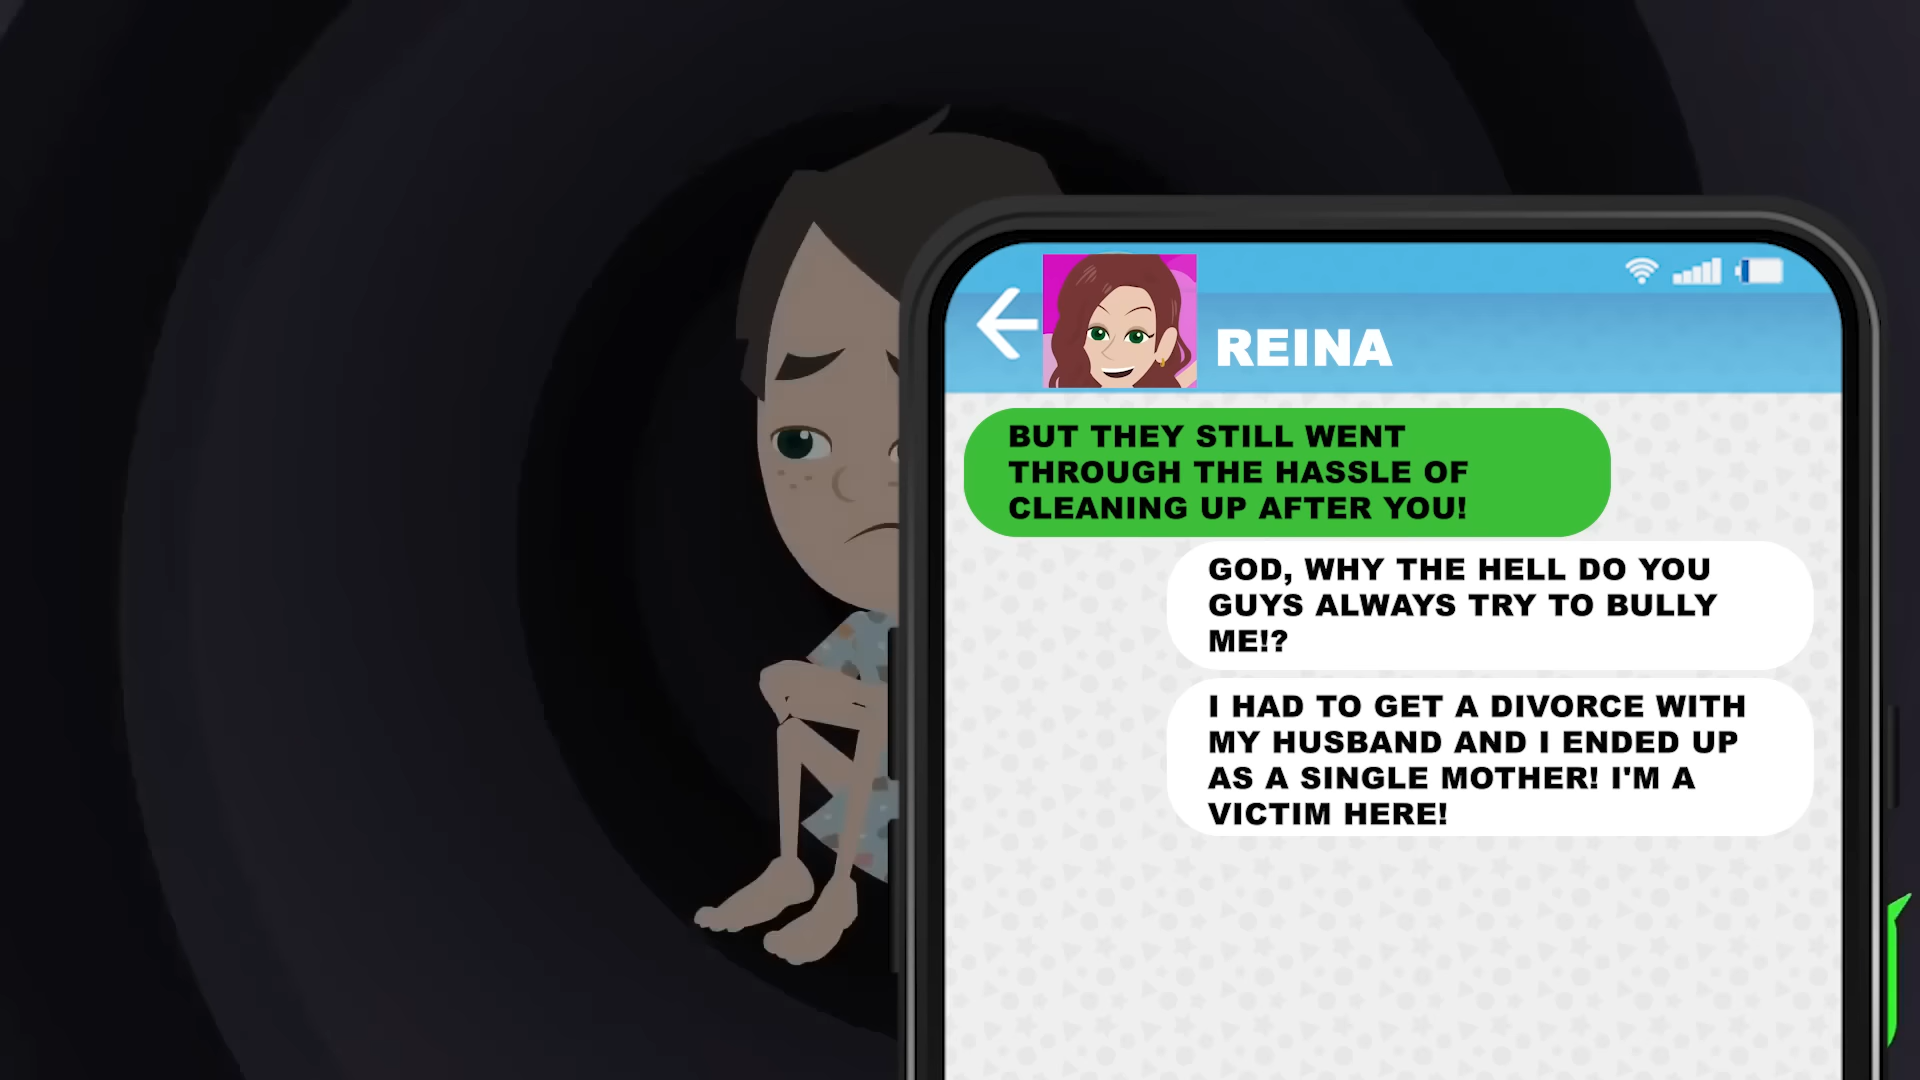 REINA
BUT THEY STILL WENT
THROUGH THE HASSLE OF
CLEANING UP AFTER YOU!
GOD, WHY THE HELL DO YOU
GUYS ALWAYS TRY TO BULLY
ME!?
I HAD TO GET A DIVORCE WITH
MY HUSBAND AND I ENDED UP
AS A SINGLE MOTHER! I'M A
VICTIM HERE!